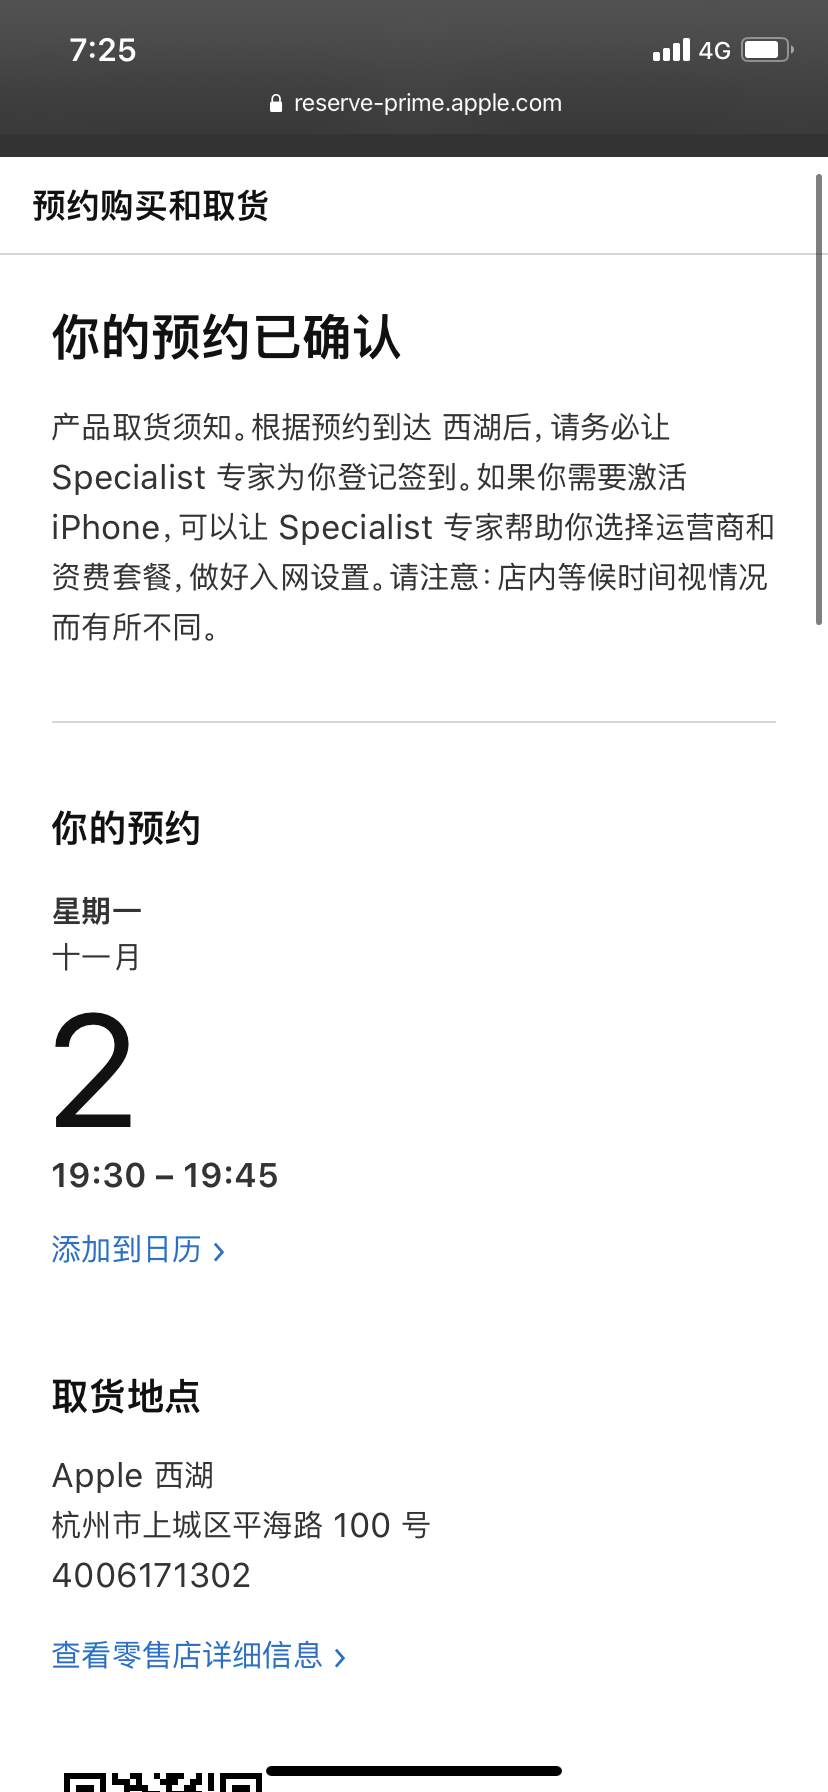 7:25
4G
reserve-prime.apple.com
预约购买和取货
你的预约已确认
产品取货须知。根据预约到达 西湖后，请务必让
Specialist 专家为你登记签到。如果你需要激活
iPhone，可以让 Specialist 专家帮助你选择运营商和
资费套餐，做好入网设置。请注意：店内等候时间视情况
而有所不同。
你的预约
星期一
十一月
2
19:30 – 19:45
添加到日历 ›
取货地点
Apple 西湖
杭州市上城区平海路 100 号
4006171302
查看零售店详细信息 ›